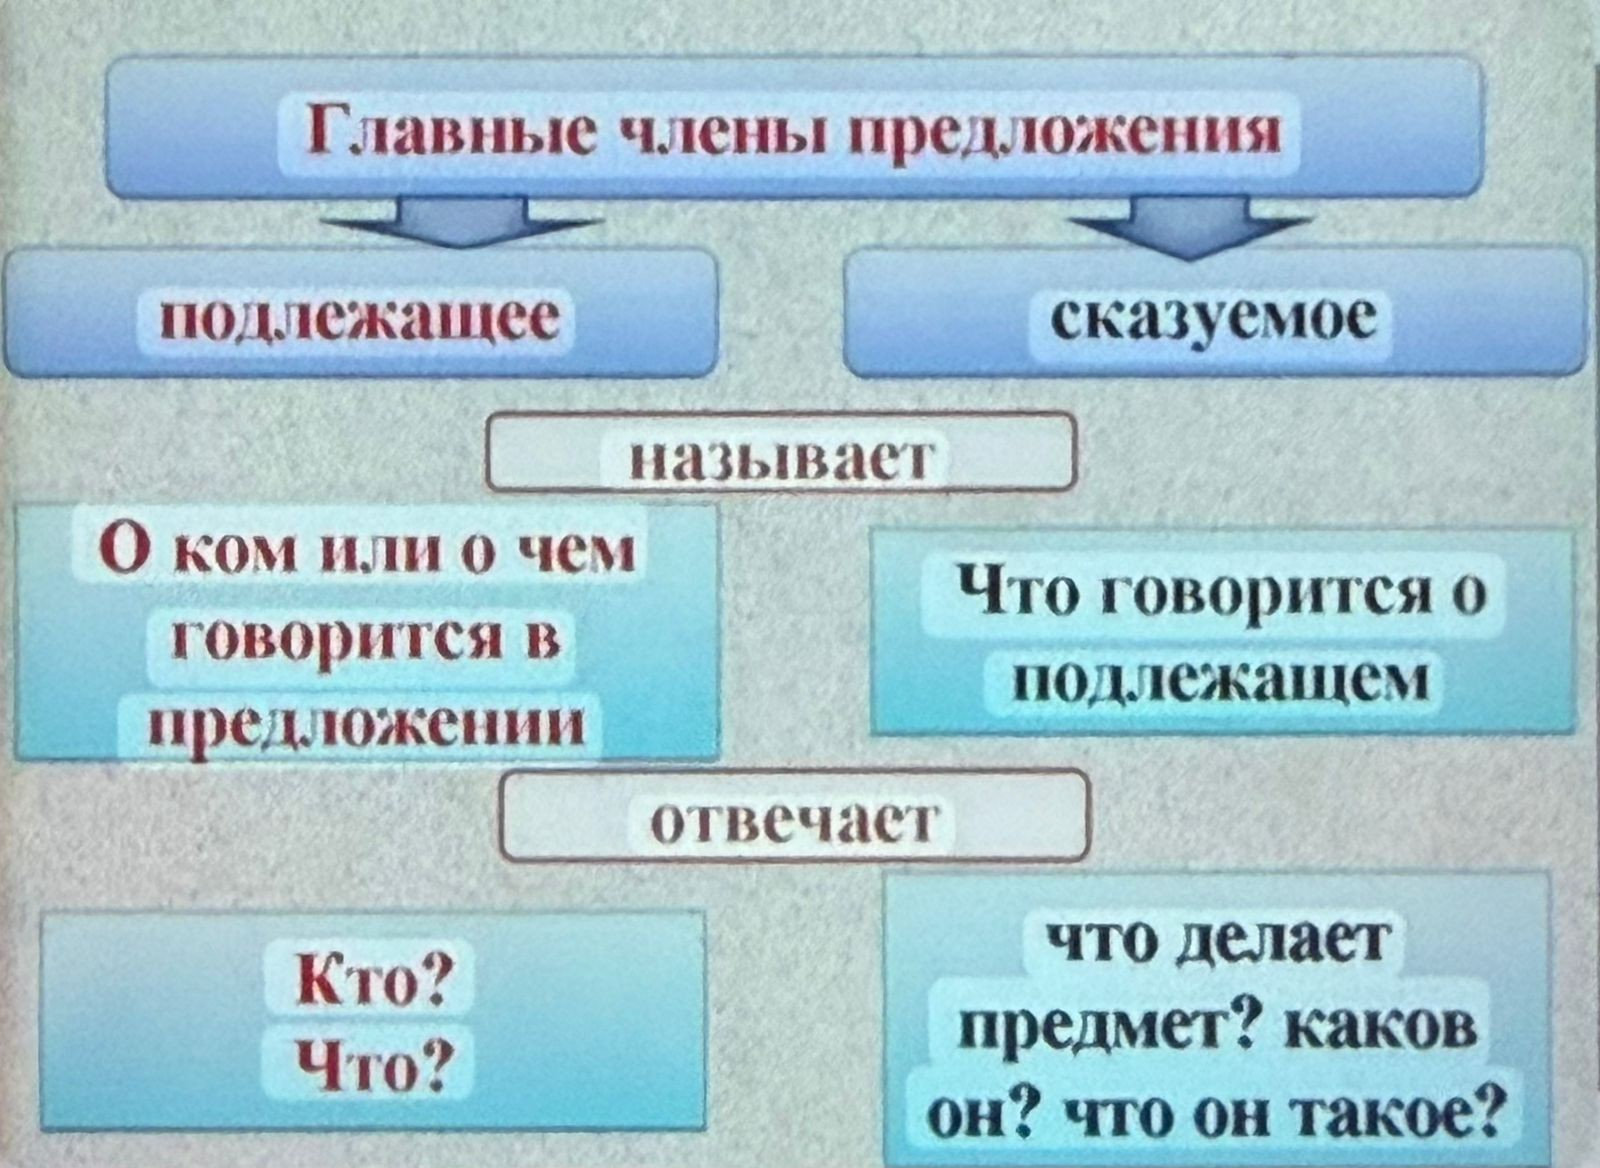 Главные члены предложения
подлежащее
сказуемое
называет
О ком или о чем
говорится в
предложении
Что говорится о
подлежащем
отвечает
Кто?
Что?
что делает
предмет? каков
он? что он такое?